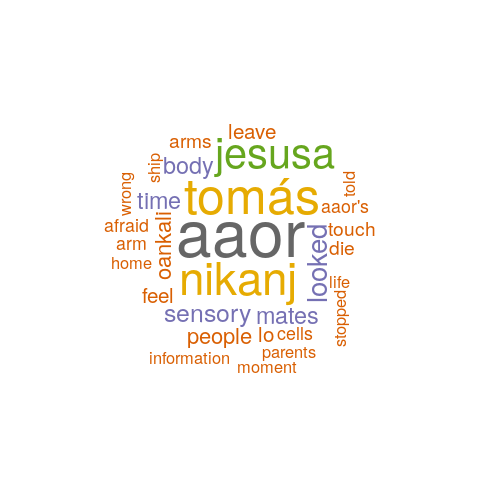 leave
arms
jesusa
ship
body
told
wrong
time
tomás
aaor's
afraid
oankali
aaor
looked
touch
arm
die
home
nikanj
life
feel
stopped
sensory
mates
people
lo
cells
information
parents
moment